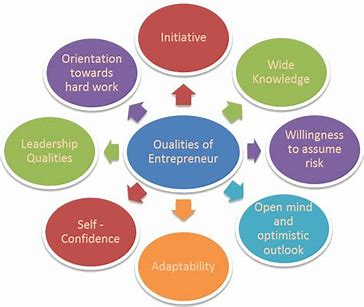 Initiative
Wide
Knowledge
Willingness
to assume
risk
Open mind
and
optimistic
outlook
Adaptability
Self -
Confidence
Leadership
Qualities
Orientation
towards
hard work
Qualities of
Entrepreneur